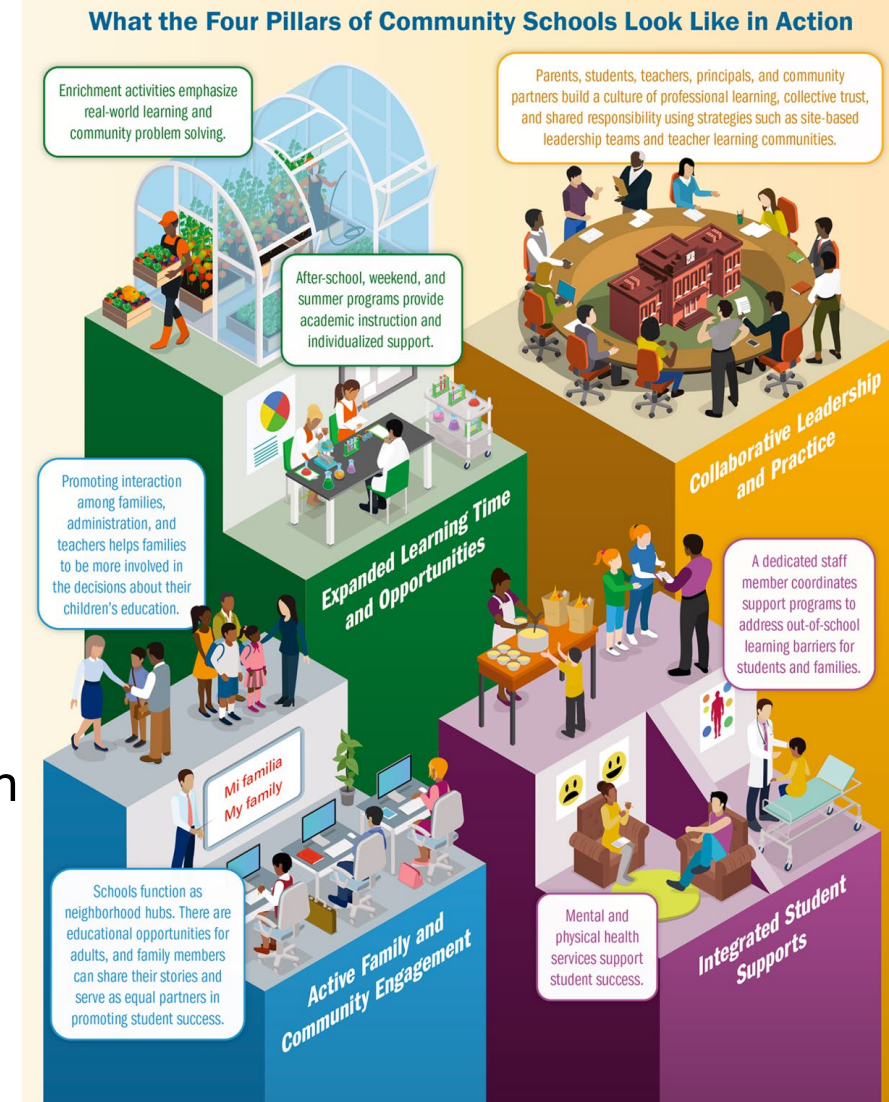 What the Four Pillars of Community Schools Look Like in Action
Enrichment activities emphasize
real-world learning and
community problem solving.
Parents, students, teachers, principals, and community
partners build a culture of professional learning, collective trust,
and shared responsibility using strategies such as site-based
leadership teams and teacher learning communities.
After-school, weekend, and
summer programs provide
academic instruction and
individualized support.
Collaborative Leadership
and Practice
Expanded Learning Time
and Opportunities
Promoting interaction
among families,
administration, and
teachers helps families
to be more involved in
the decisions about their
children's education.
A dedicated staff
member coordinates
support programs to
address out-of-school
learning barriers for
students and families.
n
Mi familia
My family
Schools function as
neighborhood hubs. There are
educational opportunities for
adults, and family members
can share their stories and
serve as equal partners in
promoting student success.
Active Family and
Community Engagement
Mental and
physical health
services support
student success.
Integrated Student
Supports